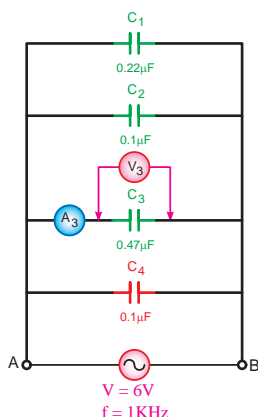 C1
0.22µF
C2
0.1µF
V3
A3
C3
0.47µF
C4
0.1µF
A
B
V = 6V
f = 1KHz